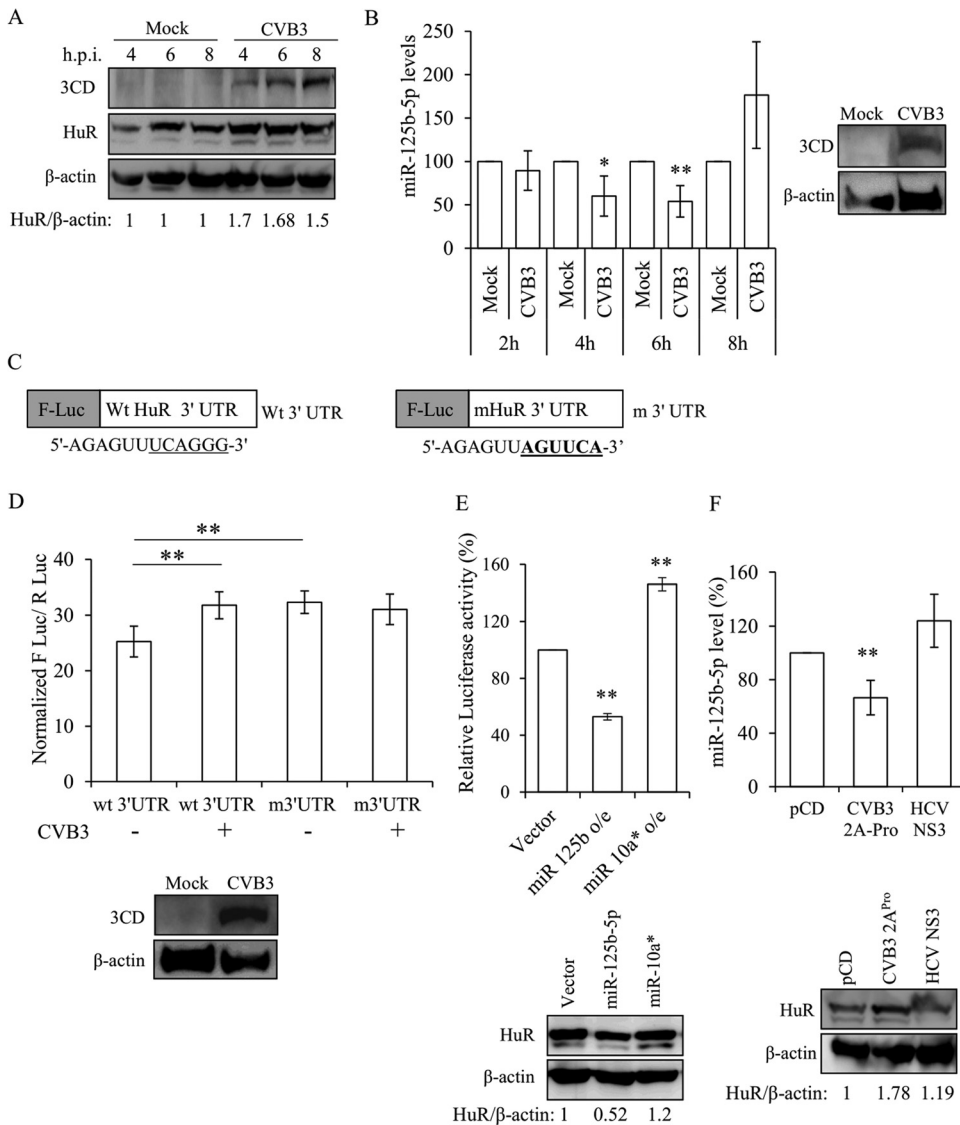 A
Mock CVB3
h.p.i. 4 6 8 4 6 8
3CD
HuR
β-actin
HuR/β-actin: 1 1 1 1.7 1.68 1.5
B
miR-125b-5p levels
250
200
150
100
50
0
* **
Mock CVB3 Mock CVB3 Mock CVB3 Mock CVB3
2h 4h 6h 8h
Mock CVB3
3CD
β-actin
C
F-Luc Wt HuR 3' UTR Wt 3' UTR
5'-AGAGUUUCAGGG-3'
F-Luc mHuR 3' UTR m 3' UTR
5'-AGAGUUAGUUCA-3’
D
Normalized F Luc/ R Luc
40
30
20
10
0
**
**
wt 3'UTR wt 3'UTR m3'UTR m3'UTR
CVB3 - + - +
Mock CVB3
3CD
β-actin
E
Relative Luciferase activity (%)
160
120
80
40
0
** **
Vector miR 125b o/e miR 10a* o/e
Vector miR-125b-5p miR-10a*
HuR
β-actin
HuR/β-actin: 1 0.52 1.2
F
miR-125b-5p level (%)
160
120
80
40
0
**
pCD CVB3 HCV
2A-Pro NS3
pCD CVB3 2APro HCV NS3
HuR
β-actin
HuR/β-actin: 1 1.78 1.19